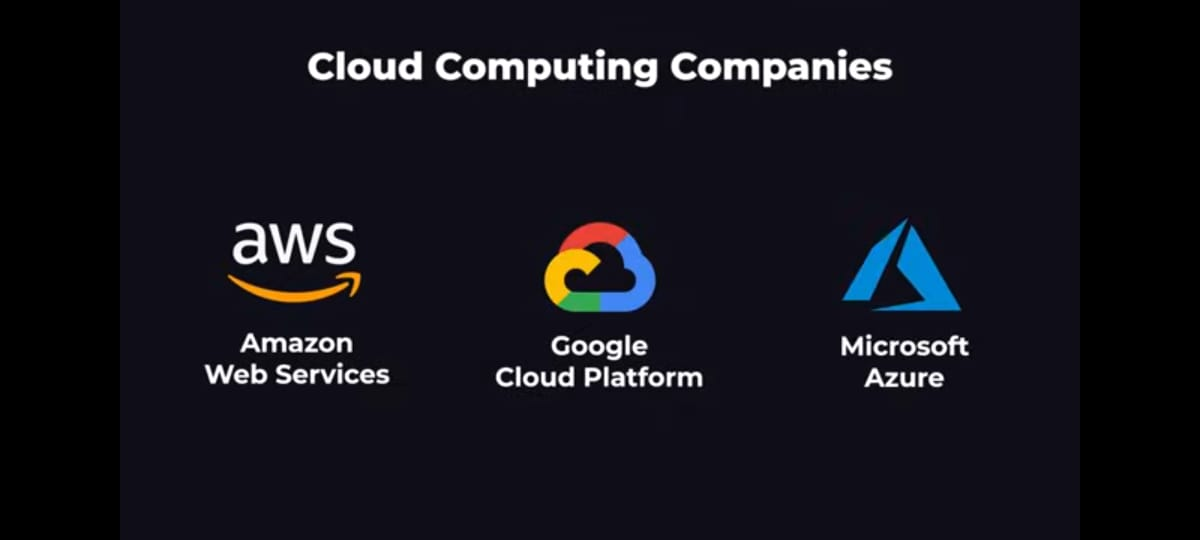 Cloud Computing Companies
aws
Amazon
Web Services
Google
Cloud Platform
Microsoft
Azure